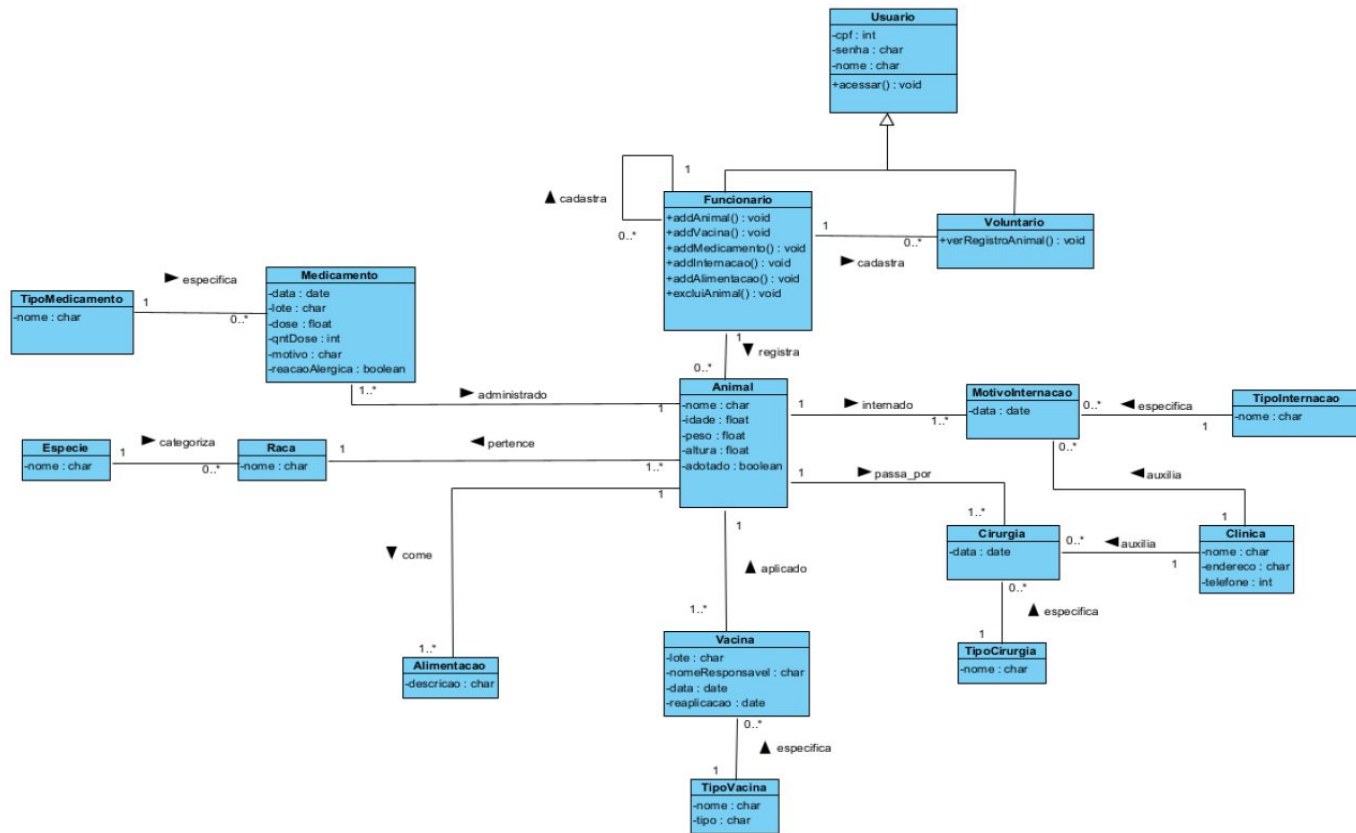 Usuario
-cpf : int
-senha : char
-nome : char
+acessar() : void
1
▲ cadastra
0..*
Funcionario
+addAnimal() : void
+addVacina() : void
+addMedicamento() : void
+addInternacao() : void
+addAlimentacao() : void
+excluiAnimal() : void
1
0..*
► cadastra
Voluntario
+verRegistroAnimal() : void
► especifica
TipoMedicamento
-nome : char
1
0..*
Medicamento
-data : date
-lote : char
-dose : float
-qntDose : int
-motivo : char
-reacaoAlergica : boolean
1
▼ registra
0..*
1..*
► administrado
1
Animal
-nome : char
-idade : float
-peso : float
-altura : float
-adotado : boolean
1
► internado
1..*
MotivoInternacao
-data : date
0..*
◄ especifica
1
TipoInternacao
-nome : char
Especie
-nome : char
1
► categoriza
0..*
Raca
-nome : char
1
◄ pertence
1..*
1
► passa_por
1..*
0..*
◄ auxilia
1
1
▼ come
1..*
Alimentacao
-descricao : char
1
▲ aplicado
1..*
Cirurgia
-data : date
0..*
◄ auxilia
1
Clinica
-nome : char
-endereco : char
-telefone : int
0..*
▲ especifica
1
TipoCirurgia
-nome : char
Vacina
-lote : char
-nomeResponsavel : char
-data : date
-reaplicacao : date
0..*
▲ especifica
1
TipoVacina
-nome : char
-tipo : char